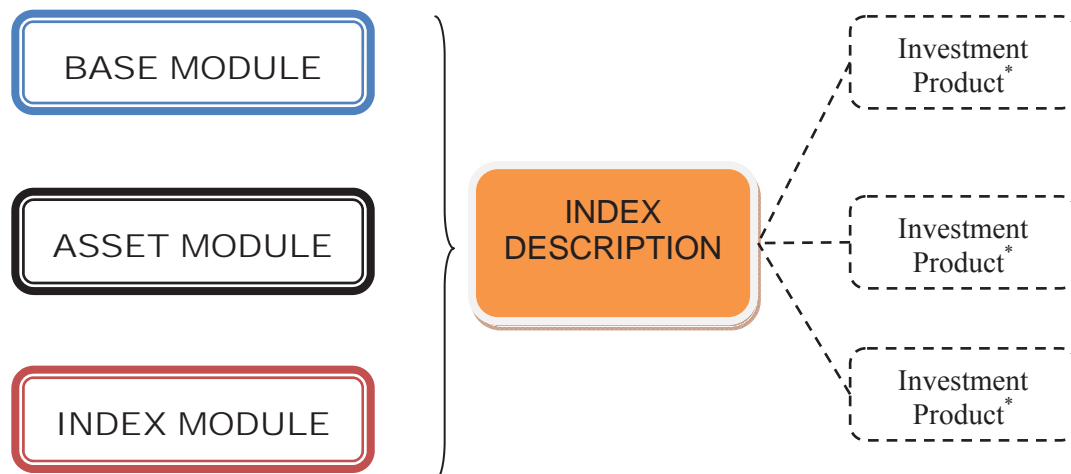 BASE MODULE
ASSET MODULE
INDEX MODULE
INDEX
DESCRIPTION
Investment
Product*
Investment
Product*
Investment
Product*